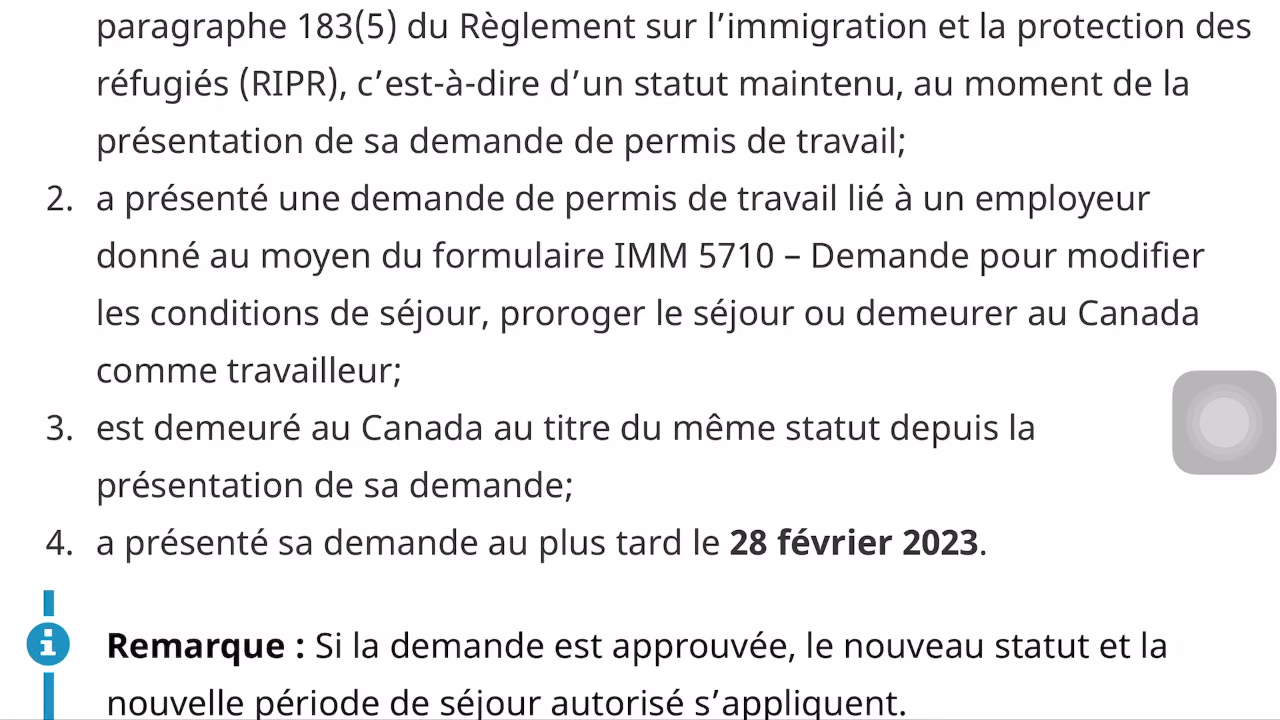 paragraphe 183(5) du Règlement sur l’immigration et la protection des
réfugiés (RIPR), c’est-à-dire d’un statut maintenu, au moment de la
présentation de sa demande de permis de travail;
2. a présenté une demande de permis de travail lié à un employeur
donné au moyen du formulaire IMM 5710 – Demande pour modifier
les conditions de séjour, proroger le séjour ou demeurer au Canada
comme travailleur;
3. est demeuré au Canada au titre du même statut depuis la
présentation de sa demande;
4. a présenté sa demande au plus tard le 28 février 2023.
Remarque : Si la demande est approuvée, le nouveau statut et la
nouvelle période de séjour autorisé s’appliquent.